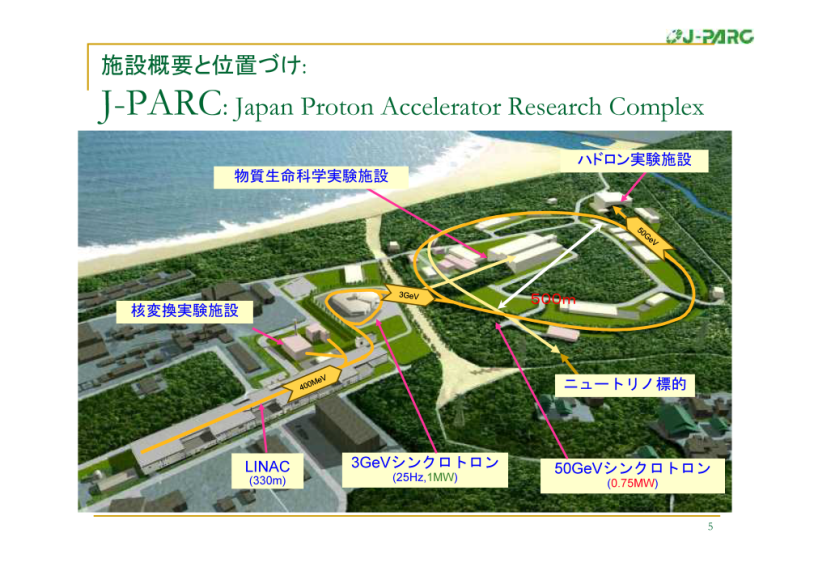 J-PARC
施設概要と位置づけ:
J-PARC: Japan Proton Accelerator Research Complex
ハドロン実験施設
物質生命科学実験施設
50GeV
3GeV
600m
核変換実験施設
400MeV
ニュートリノ標的
LINAC
(330m)
3GeVシンクロトロン
(25Hz,1MW)
50GeVシンクロトロン
(0.75MW)
5